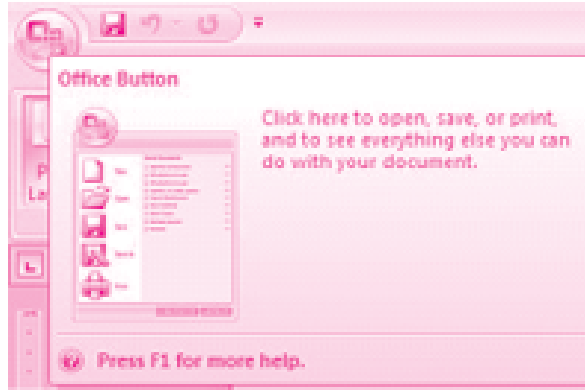 Office Button
Click here to open, save, or print,
and to see everything else you can
do with your document.
Press F1 for more help.